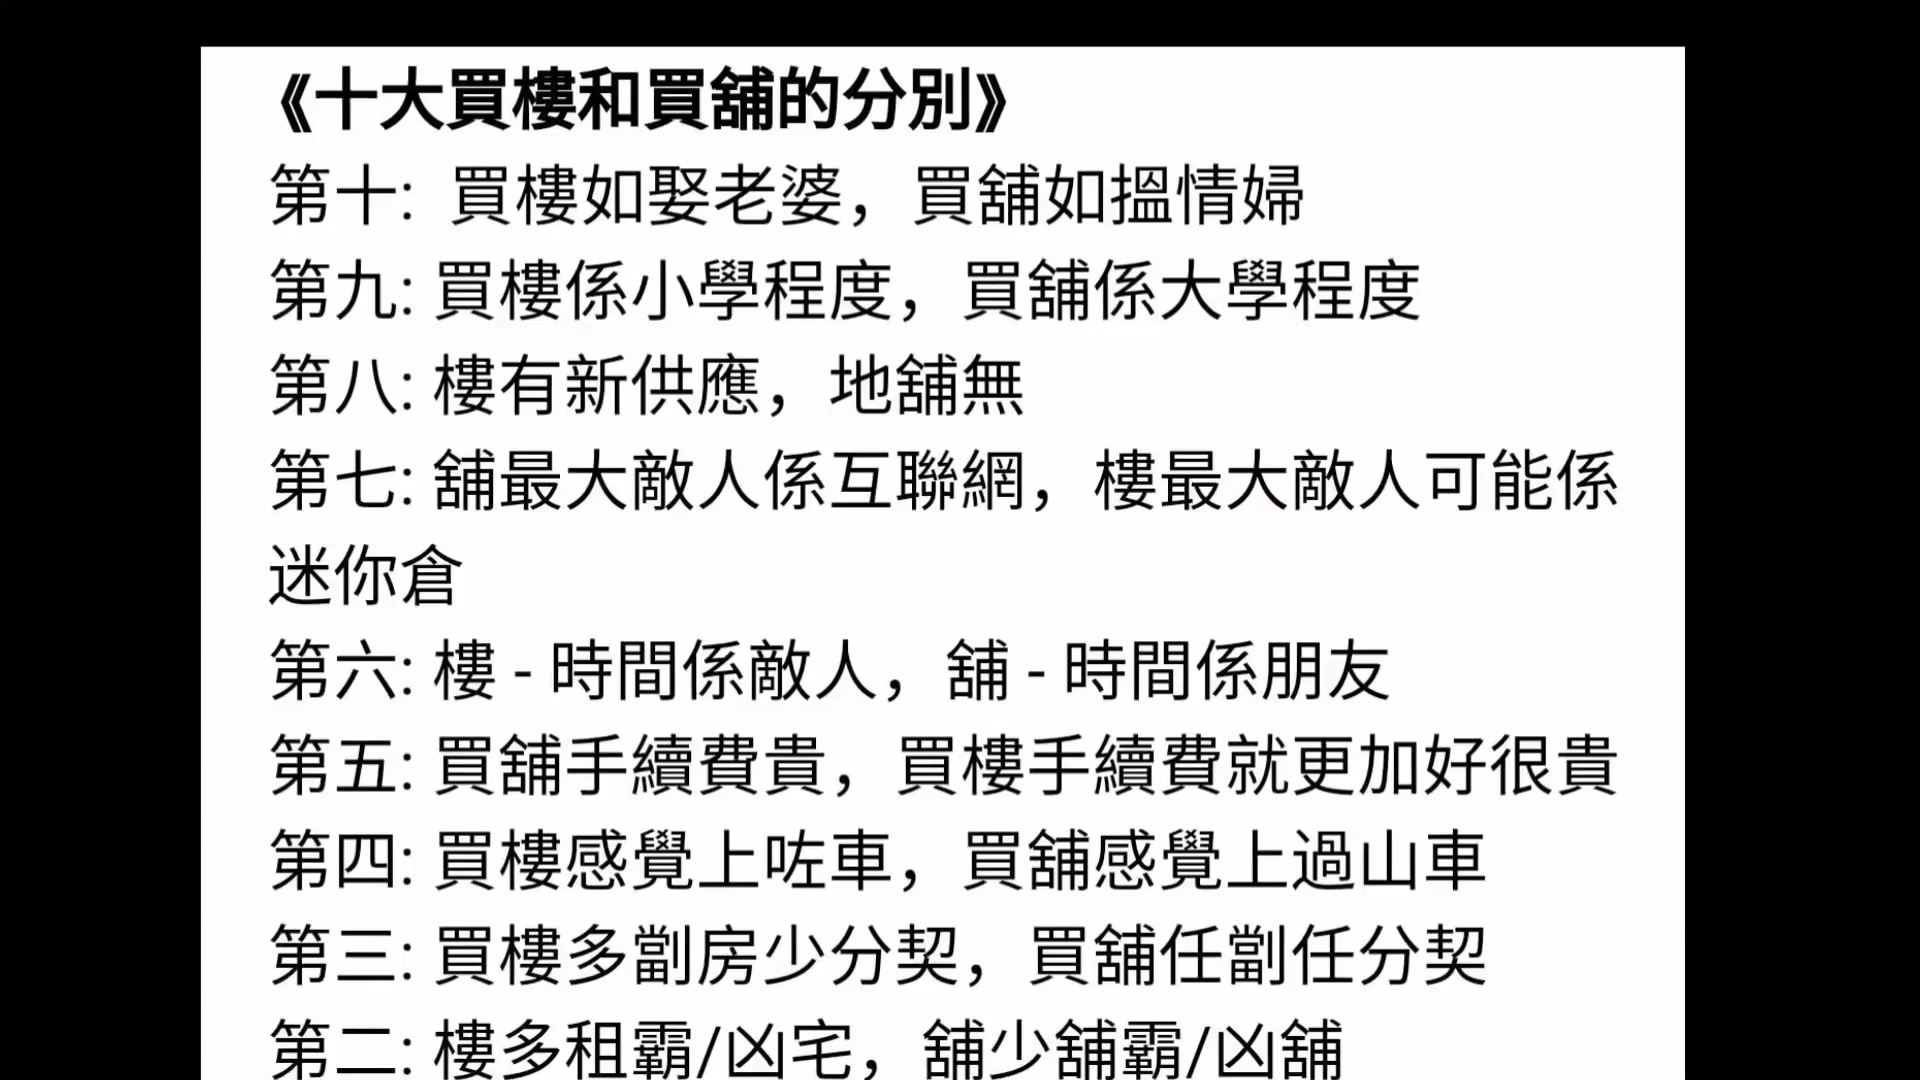 《十大買樓和買舖的分別》
第十: 買樓如娶老婆，買舖如搵情婦
第九: 買樓係小學程度，買舖係大學程度
第八: 樓有新供應，地舖無
第七: 舖最大敵人係互聯網，樓最大敵人可能係
迷你倉
第六: 樓 - 時間係敵人，舖 - 時間係朋友
第五: 買舖手續費貴，買樓手續費就更加好很貴
第四: 買樓感覺上咗車，買舖感覺上過山車
第三: 買樓多劏房少分契，買舖任劏任分契
第二: 樓多租霸/凶宅，舖少舖霸/凶舖